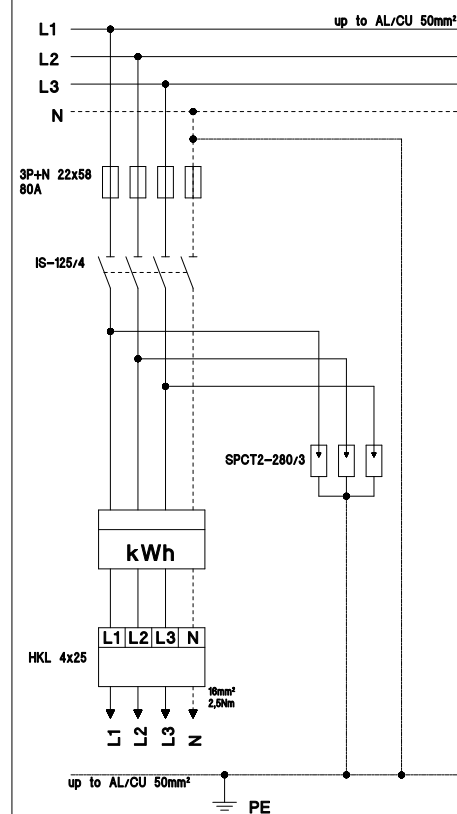 L1
up to AL/CU 50mm²
L2
L3
N
3P+N 22x58
80A
IS-125/4
SPCT2-280/3
kWh
L1 L2 L3 N
HKL 4x25
16mm²
2,5Nm
L1 L2 L3 N
up to AL/CU 50mm²
PE